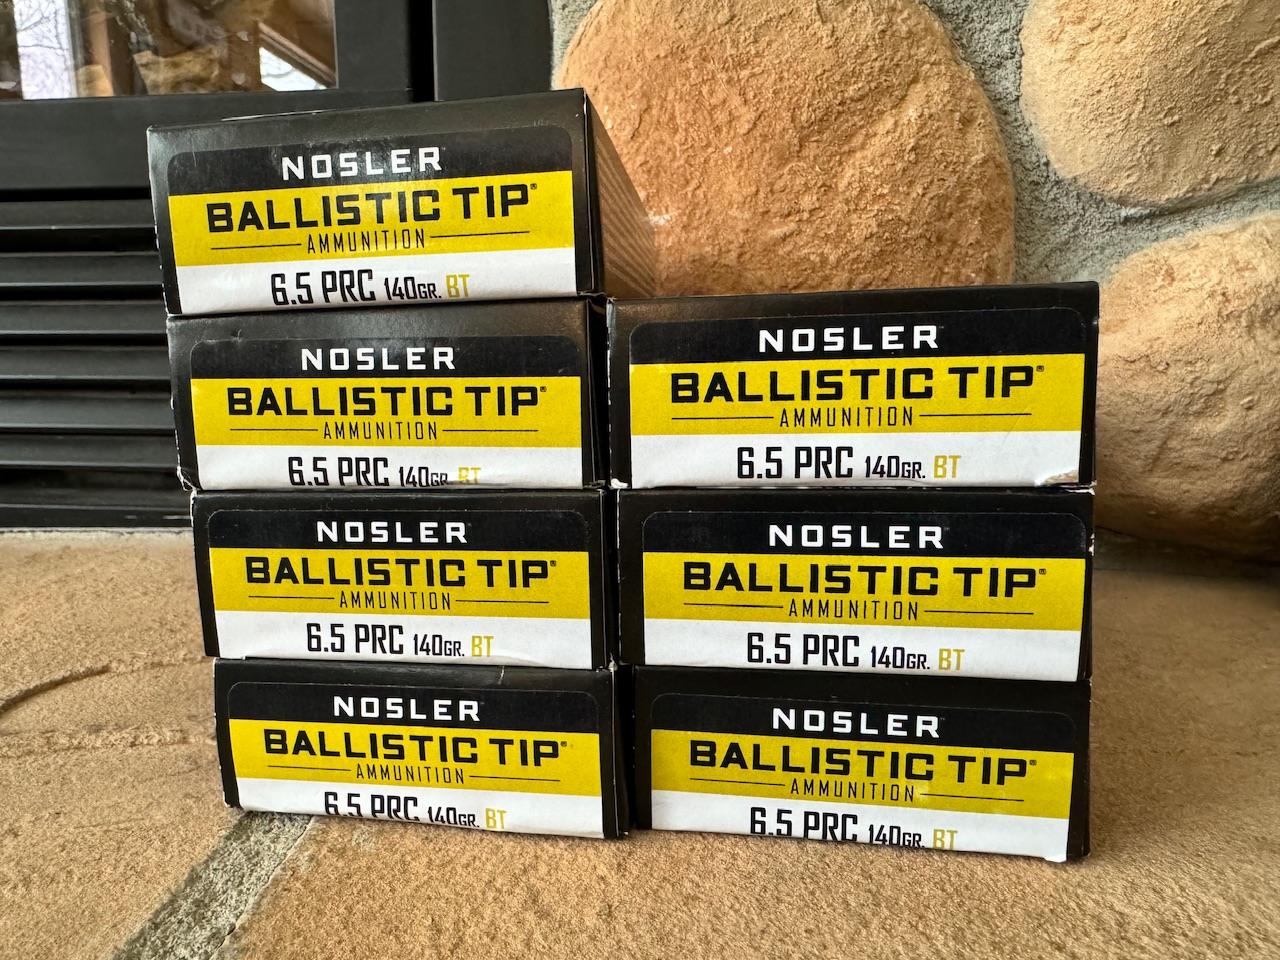 NOSLER
BALLISTIC TIP®
AMMUNITION
6.5 PRC 140GR. BT
NOSLER
BALLISTIC TIP®
AMMUNITION
6.5 PRC 140GR. BT
NOSLER
BALLISTIC TIP®
AMMUNITION
6.5 PRC 140GR. BT
NOSLER
BALLISTIC TIP®
AMMUNITION
6.5 PRC 140GR. BT
NOSLER
BALLISTIC TIP®
AMMUNITION
6.5 PRC 140GR. BT
NOSLER
BALLISTIC TIP®
AMMUNITION
6.5 PRC 140GR. BT
NOSLER
BALLISTIC TIP®
AMMUNITION
6.5 PRC 140GR. BT